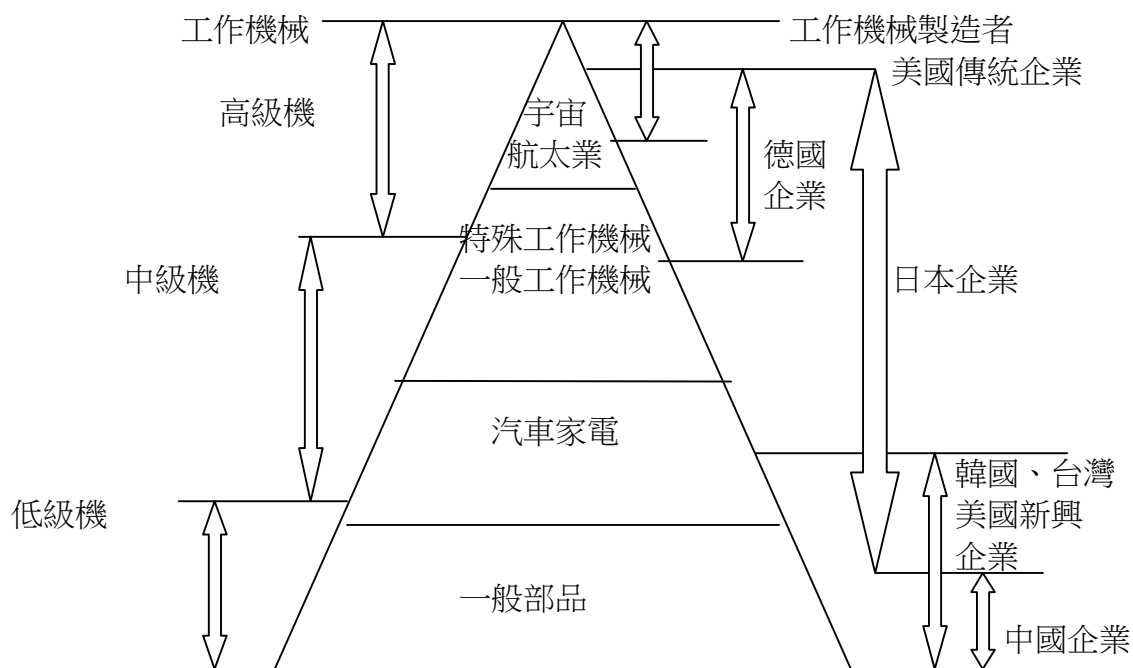 工作機械
工作機械製造者
美國傳統企業
高級機
宇宙
航太業
德國
企業
特殊工作機械
一般工作機械
中級機
日本企業
汽車家電
韓國、台灣
美國新興
企業
低級機
一般部品
中國企業